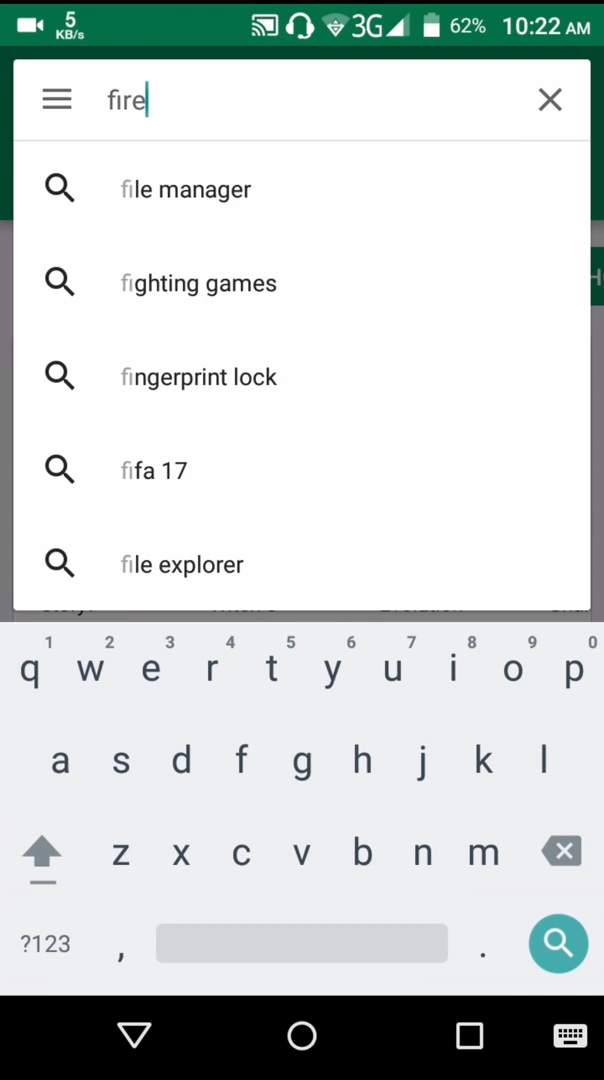 5
KB/s
3G
62%
10:22 AM
fire
file manager
fighting games
fingerprint lock
fifa 17
file explorer
1 2 3 4 5 6 7 8 9 0
q w e r t y u i o p
a s d f g h j k l
z x c v b n m
?123 , .